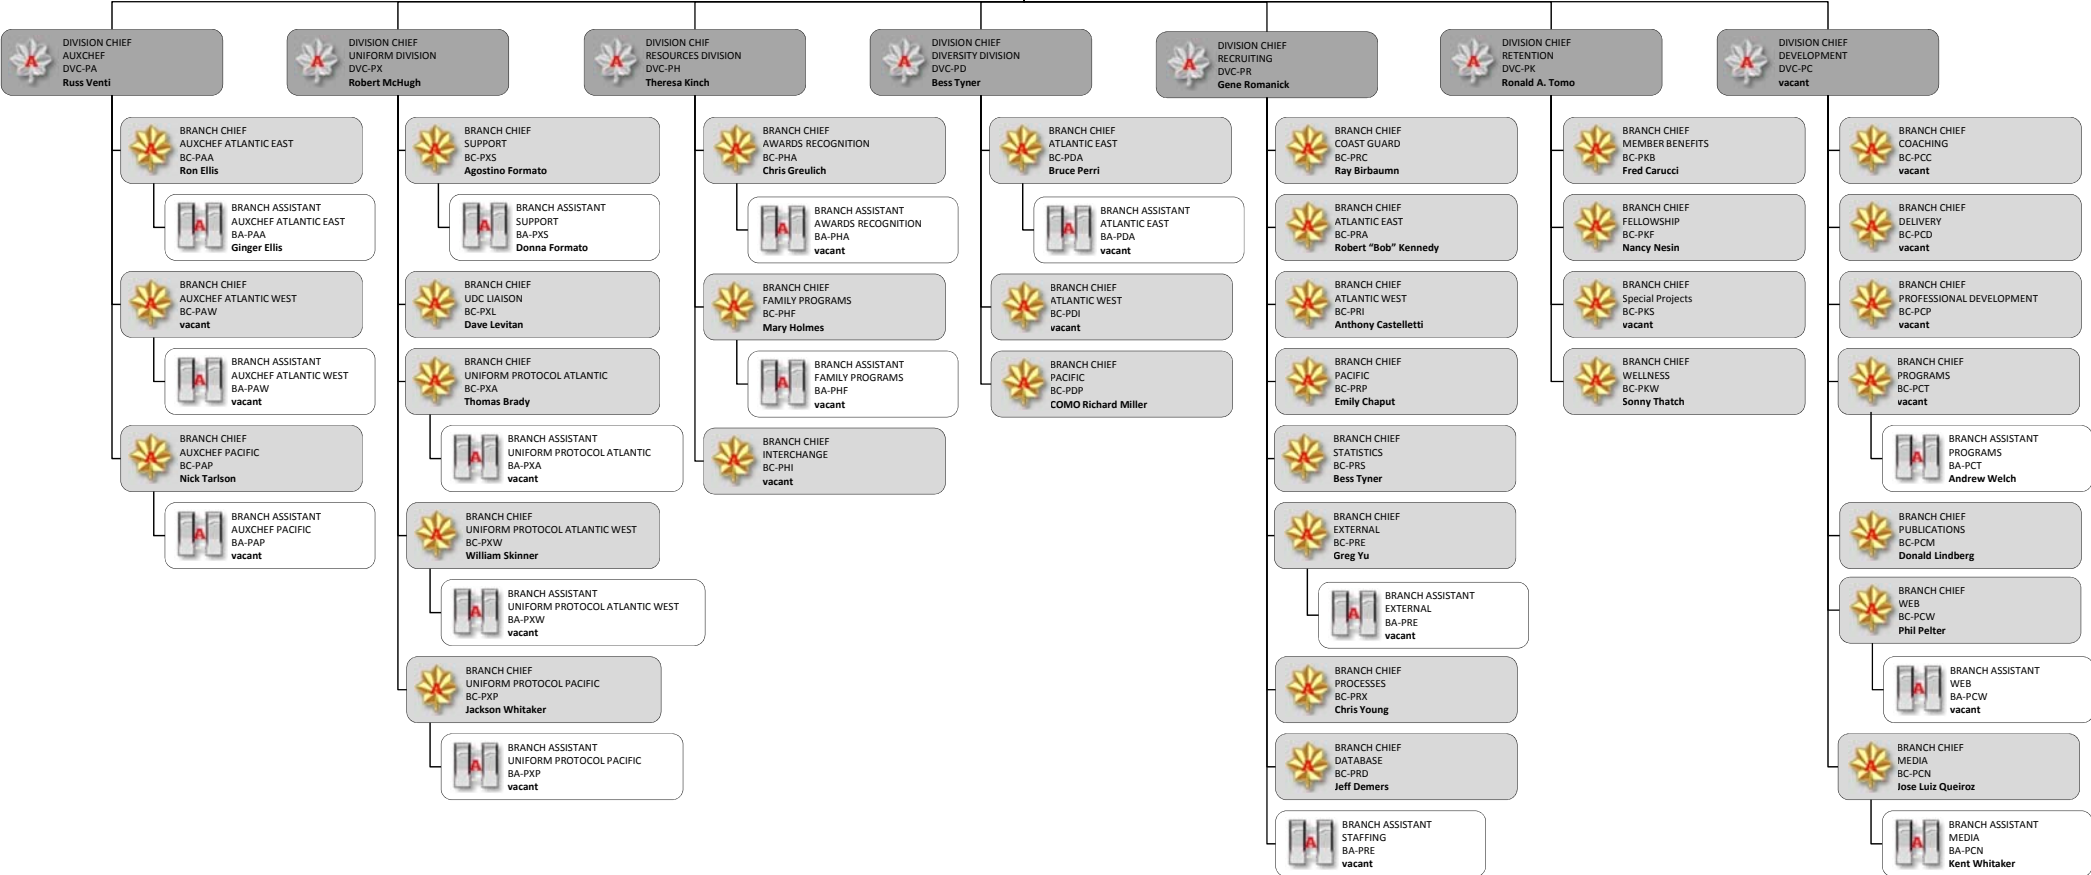 DIVISION CHIEF
AUXCHEF
DVC-PA
Russ Venti
BRANCH CHIEF
AUXCHEF ATLANTIC EAST
BC-PAA
Ron Ellis
BRANCH ASSISTANT
AUXCHEF ATLANTIC EAST
BA-PAA
Ginger Ellis
BRANCH CHIEF
AUXCHEF ATLANTIC WEST
BC-PAW
vacant
BRANCH ASSISTANT
AUXCHEF ATLANTIC WEST
BA-PAW
vacant
BRANCH CHIEF
AUXCHEF PACIFIC
BC-PAP
Nick Tarlson
BRANCH ASSISTANT
AUXCHEF PACIFIC
BA-PAP
vacant
DIVISION CHIEF
UNIFORM DIVISION
DVC-PX
Robert McHugh
BRANCH CHIEF
SUPPORT
BC-PXS
Agostino Formato
BRANCH ASSISTANT
SUPPORT
BA-PXS
Donna Formato
BRANCH CHIEF
UDC LIAISON
BC-PXL
Dave Levitan
BRANCH CHIEF
UNIFORM PROTOCOL ATLANTIC
BC-PXA
Thomas Brady
BRANCH ASSISTANT
UNIFORM PROTOCOL ATLANTIC
BA-PXA
vacant
BRANCH CHIEF
UNIFORM PROTOCOL ATLANTIC WEST
BC-PXW
William Skinner
BRANCH ASSISTANT
UNIFORM PROTOCOL ATLANTIC WEST
BA-PXW
vacant
BRANCH CHIEF
UNIFORM PROTOCOL PACIFIC
BC-PXP
Jackson Whitaker
BRANCH ASSISTANT
UNIFORM PROTOCOL PACIFIC
BA-PXP
vacant
DIVISION CHIF
RESOURCES DIVISION
DVC-PH
Theresa Kinch
BRANCH CHIEF
AWARDS RECOGNITION
BC-PHA
Chris Greulich
BRANCH ASSISTANT
AWARDS RECOGNITION
BA-PHA
vacant
BRANCH CHIEF
FAMILY PROGRAMS
BC-PHF
Mary Holmes
BRANCH ASSISTANT
FAMILY PROGRAMS
BA-PHF
vacant
BRANCH CHIEF
INTERCHANGE
BC-PHI
vacant
DIVISION CHIEF
DIVERSITY DIVISION
DVC-PD
Bess Tyner
BRANCH CHIEF
ATLANTIC EAST
BC-PDA
Bruce Perri
BRANCH ASSISTANT
ATLANTIC EAST
BA-PDA
vacant
BRANCH CHIEF
ATLANTIC WEST
BC-PDI
vacant
BRANCH CHIEF
PACIFIC
BC-PDP
COMO Richard Miller
DIVISION CHIEF
RECRUITING
DVC-PR
Gene Romanick
BRANCH CHIEF
COAST GUARD
BC-PRC
Ray Birbaumn
BRANCH CHIEF
ATLANTIC EAST
BC-PRA
Robert “Bob” Kennedy
BRANCH CHIEF
ATLANTIC WEST
BC-PRI
Anthony Castelletti
BRANCH CHIEF
PACIFIC
BC-PRP
Emily Chaput
BRANCH CHIEF
STATISTICS
BC-PRS
Bess Tyner
BRANCH CHIEF
EXTERNAL
BC-PRE
Greg Yu
BRANCH ASSISTANT
EXTERNAL
BA-PRE
vacant
BRANCH CHIEF
PROCESSES
BC-PRX
Chris Young
BRANCH CHIEF
DATABASE
BC-PRD
Jeff Demers
BRANCH ASSISTANT
STAFFING
BA-PRE
vacant
DIVISION CHIEF
RETENTION
DVC-PK
Ronald A. Tomo
BRANCH CHIEF
MEMBER BENEFITS
BC-PKB
Fred Carucci
BRANCH CHIEF
FELLOWSHIP
BC-PKF
Nancy Nesin
BRANCH CHIEF
Special Projects
BC-PKS
vacant
BRANCH CHIEF
WELLNESS
BC-PKW
Sonny Thatch
DIVISION CHIEF
DEVELOPMENT
DVC-PC
vacant
BRANCH CHIEF
COACHING
BC-PCC
vacant
BRANCH CHIEF
DELIVERY
BC-PCD
vacant
BRANCH CHIEF
PROFESSIONAL DEVELOPMENT
BC-PCP
vacant
BRANCH CHIEF
PROGRAMS
BC-PCT
vacant
BRANCH ASSISTANT
PROGRAMS
BA-PCT
Andrew Welch
BRANCH CHIEF
PUBLICATIONS
BC-PCM
Donald Lindberg
BRANCH CHIEF
WEB
BC-PCW
Phil Pelter
BRANCH ASSISTANT
WEB
BA-PCW
vacant
BRANCH CHIEF
MEDIA
BC-PCN
Jose Luiz Queiroz
BRANCH ASSISTANT
MEDIA
BA-PCN
Kent Whitaker